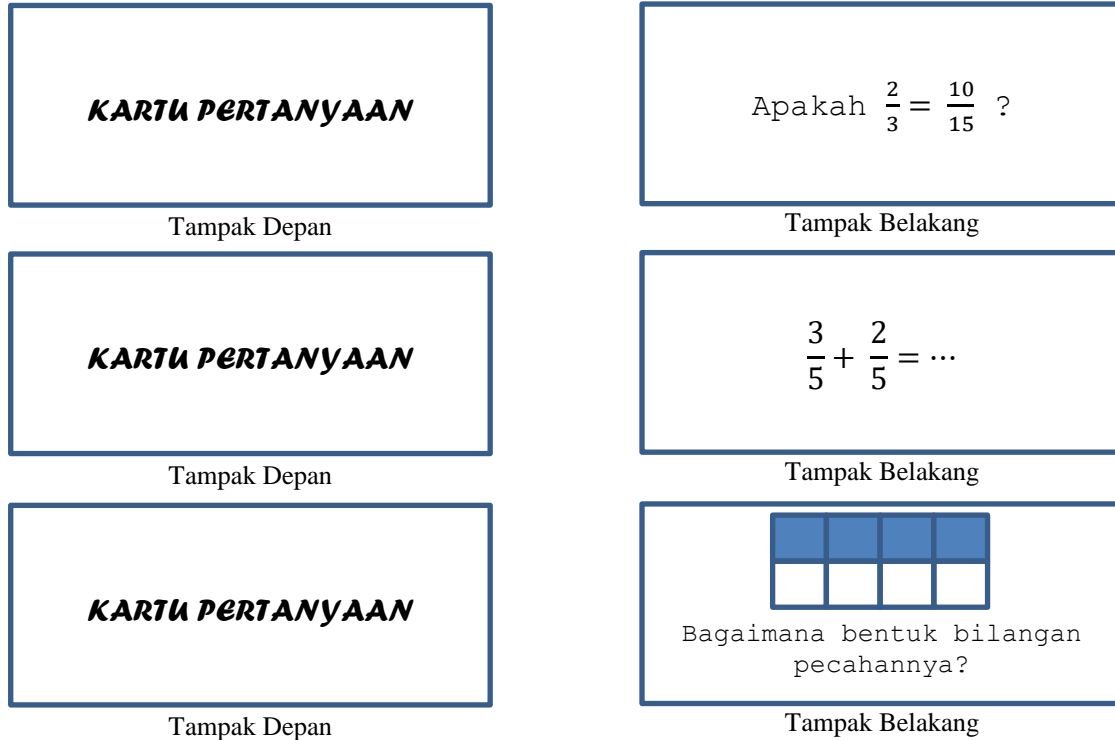 KARTU PERTANYAAN
Apakah 2/3 = 10/15 ?
Tampak Depan
Tampak Belakang
KARTU PERTANYAAN
3/5 + 2/5 = ⋯
Tampak Depan
Tampak Belakang
KARTU PERTANYAAN
Bagaimana bentuk bilangan
pecahannya?
Tampak Depan
Tampak Belakang